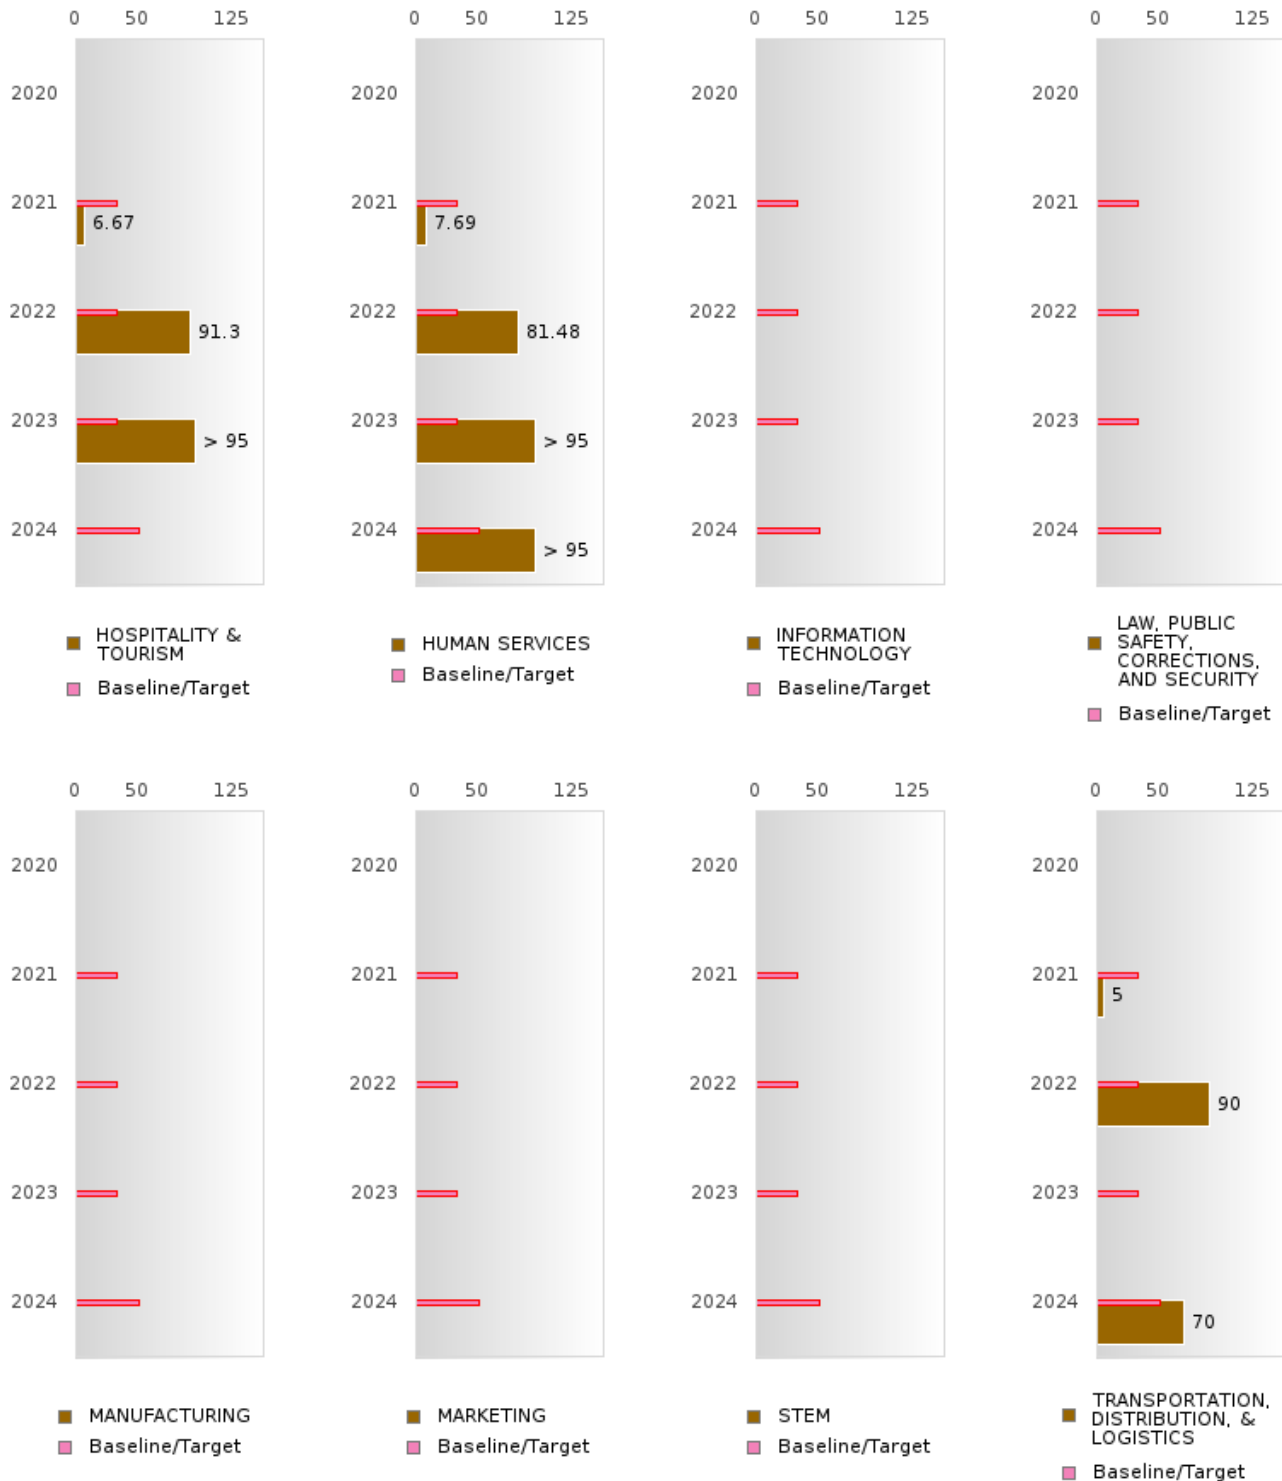 0 50 125 0 50 125 0 50 125 0 50 125
2020 2020 2020 2020
2021 2021 2021 2021
6.67 7.69
2022 2022 2022 2022
91.3 81.48
2023 2023 2023 2023
> 95 > 95
2024 2024 2024 2024
> 95
HOSPITALITY &
TOURISM
Baseline/Target
HUMAN SERVICES
Baseline/Target
INFORMATION
TECHNOLOGY
Baseline/Target
LAW, PUBLIC
SAFETY,
CORRECTIONS,
AND SECURITY
Baseline/Target
0 50 125 0 50 125 0 50 125 0 50 125
2020 2020 2020 2020
2021 2021 2021 2021
5
2022 2022 2022 2022
90
2023 2023 2023 2023
2024 2024 2024 2024
70
MANUFACTURING
Baseline/Target
MARKETING
Baseline/Target
STEM
Baseline/Target
TRANSPORTATION,
DISTRIBUTION, &
LOGISTICS
Baseline/Target